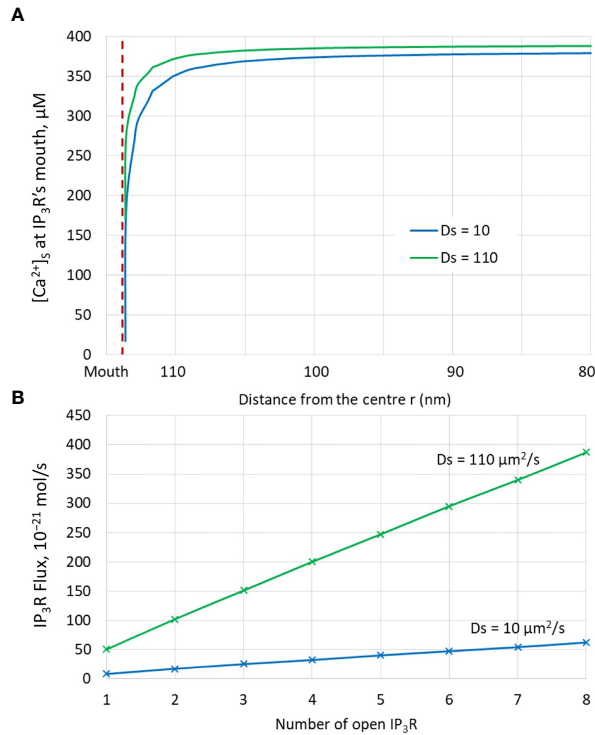 A
400
350
300
250
200
150
100
50
0
[Ca²⁺]ₛ at IP₃R's mouth, µM
Ds = 10
Ds = 110
Mouth 110 100 90 80
Distance from the centre r (nm)
B
450
400
350
300
250
200
150
100
50
0
IP₃R Flux, 10⁻²¹ mol/s
Ds = 110 µm²/s
Ds = 10 µm²/s
1 2 3 4 5 6 7 8
Number of open IP₃R